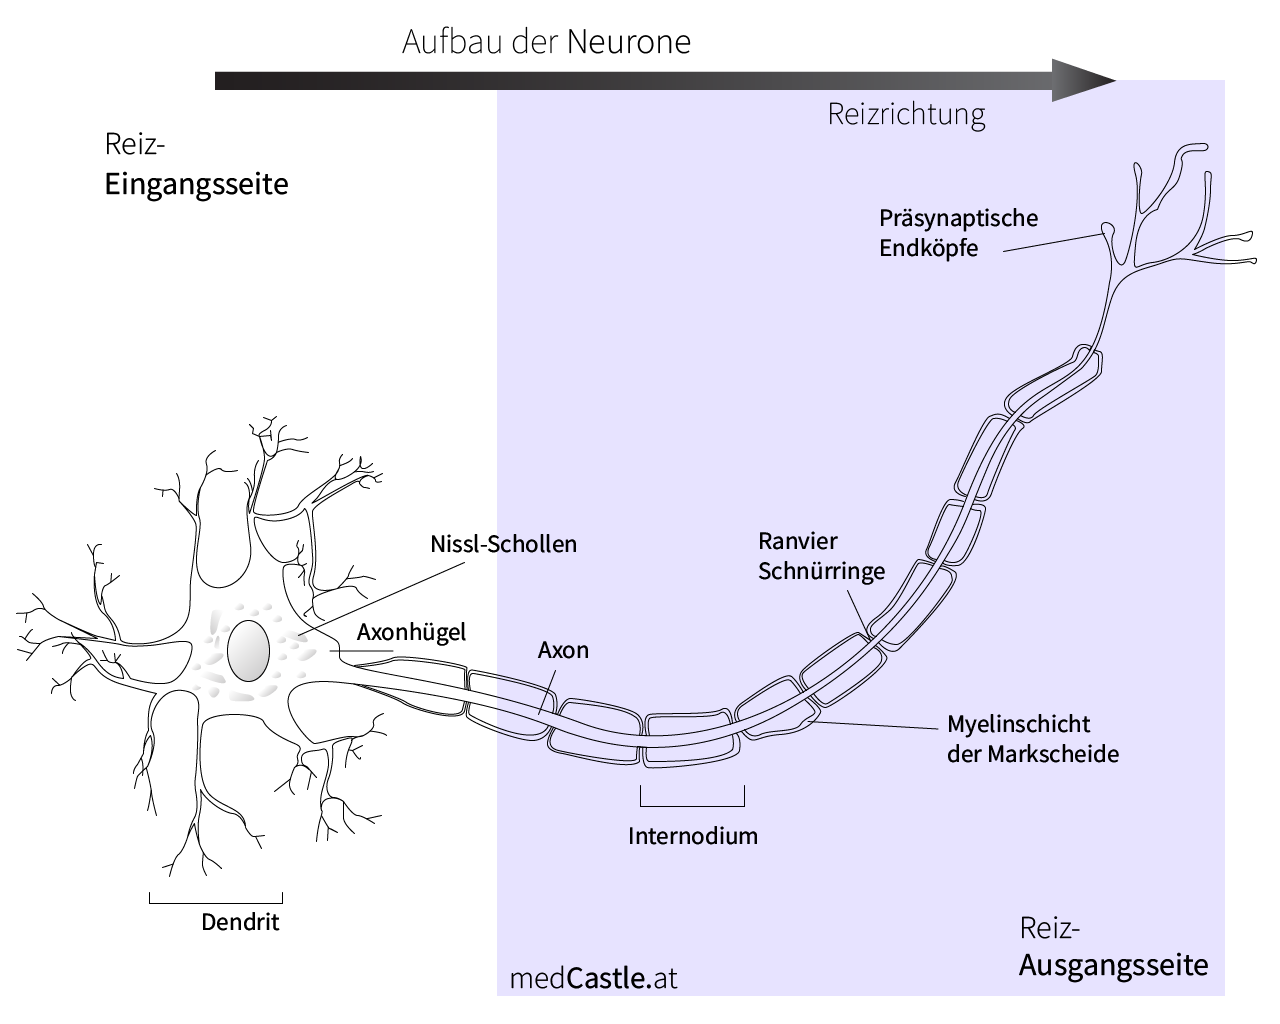 Aufbau der Neurone
Reizrichtung
Reiz-
Eingangsseite
Präsynaptische
Endköpfe
Nissl-Schollen
Ranvier
Schnürringe
Axonhügel
Axon
Myelinschicht
der Markscheide
Internodium
Dendrit
Reiz-
Ausgangsseite
medCastle.at